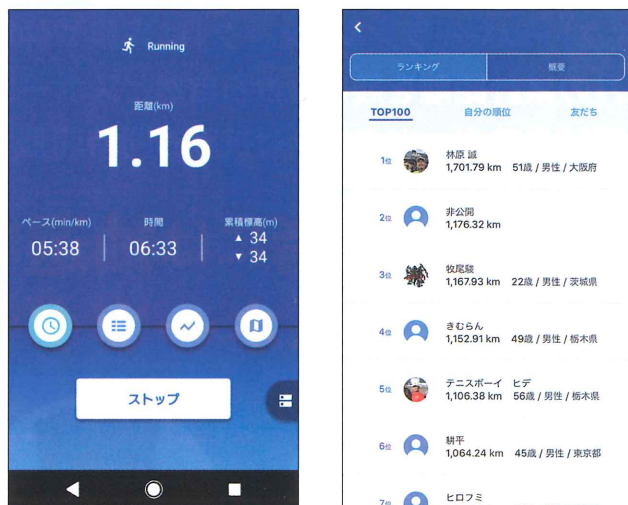 Running
距離(km)
1.16
ペース(min/km) 時間 累積標高(m)
05:38 06:33 ▲ 34
▼ 34
ストップ
ランキング 概要
TOP100 自分の順位 友だち
1位 林原 誠
1,701.79 km 51歳 / 男性 / 大阪府
2位 非公開
1,176.32 km
3位 牧尾駿
1,167.93 km 22歳 / 男性 / 茨城県
4位 きむらん
1,152.91 km 49歳 / 男性 / 栃木県
5位 テニスボーイ ヒデ
1,106.38 km 56歳 / 男性 / 栃木県
6位 耕平
1,064.24 km 45歳 / 男性 / 東京都
7位 ヒロフミ